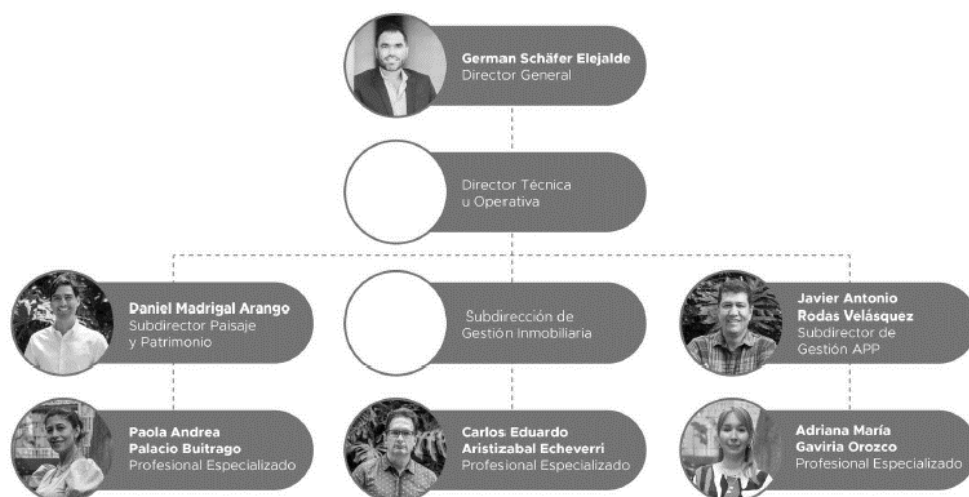 German Schäfer Elejalde
Director General
Director Técnica
u Operativa
Daniel Madrigal Arango
Subdirector Paisaje
y Patrimonio
Subdirección de
Gestión Inmobiliaria
Javier Antonio
Rodas Velásquez
Subdirector de
Gestión APP
Paola Andrea
Palacio Buitrago
Profesional Especializado
Carlos Eduardo
Aristizabal Echeverri
Profesional Especializado
Adriana María
Gaviria Orozco
Profesional Especializado